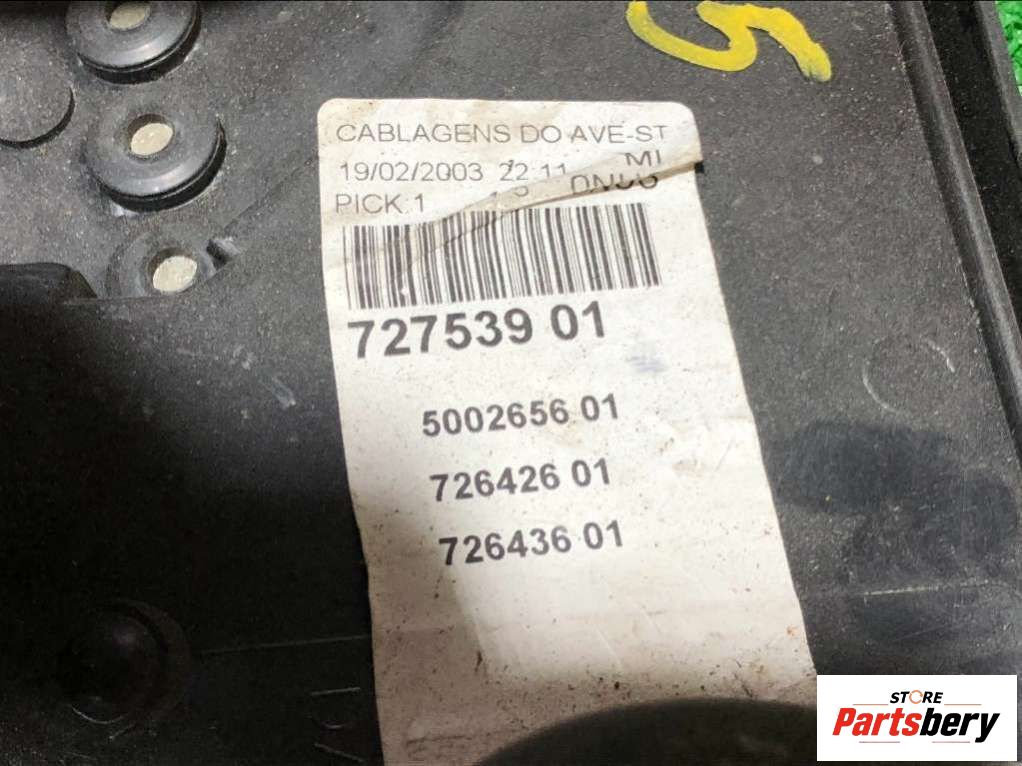 5
CABLAGENS DO AVE-ST
19/02/2003 22:11 MI
PICK:1
727539 01
5002656 01
726426 01
726436 01
STORE
Partsbery